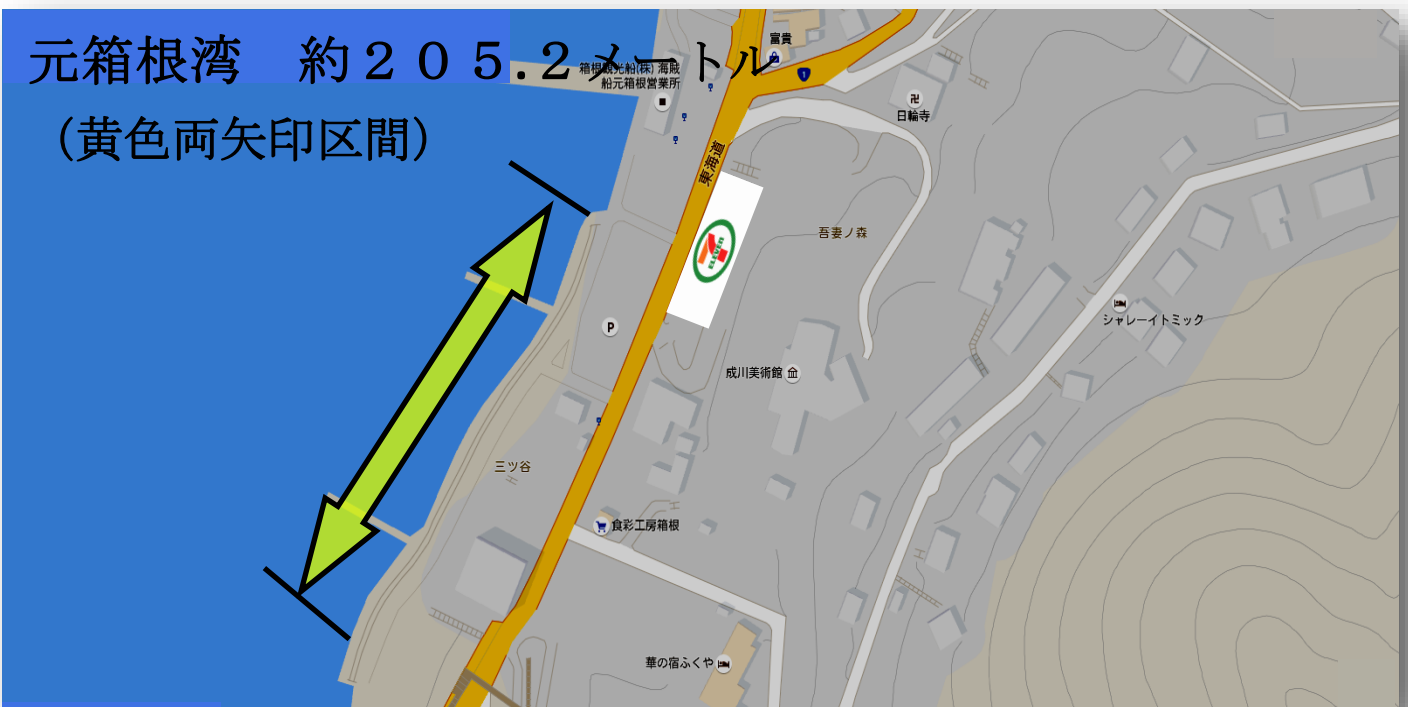 元箱根湾　約２０５.２メートル
（黄色両矢印区間）
富貴
箱根観光船(株) 海賊
船元箱根営業所
1
日輪寺
東海道
吾妻ノ森
7
ELEVEN
P
シャレーイトミック
成川美術館
三ツ谷
食彩工房箱根
華の宿ふくや